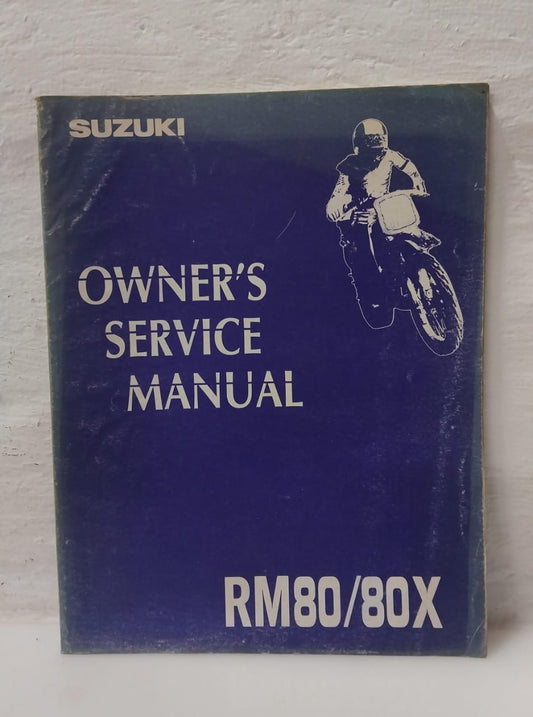 SUZUKI
OWNER'S
SERVICE
MANUAL
RM80/80X